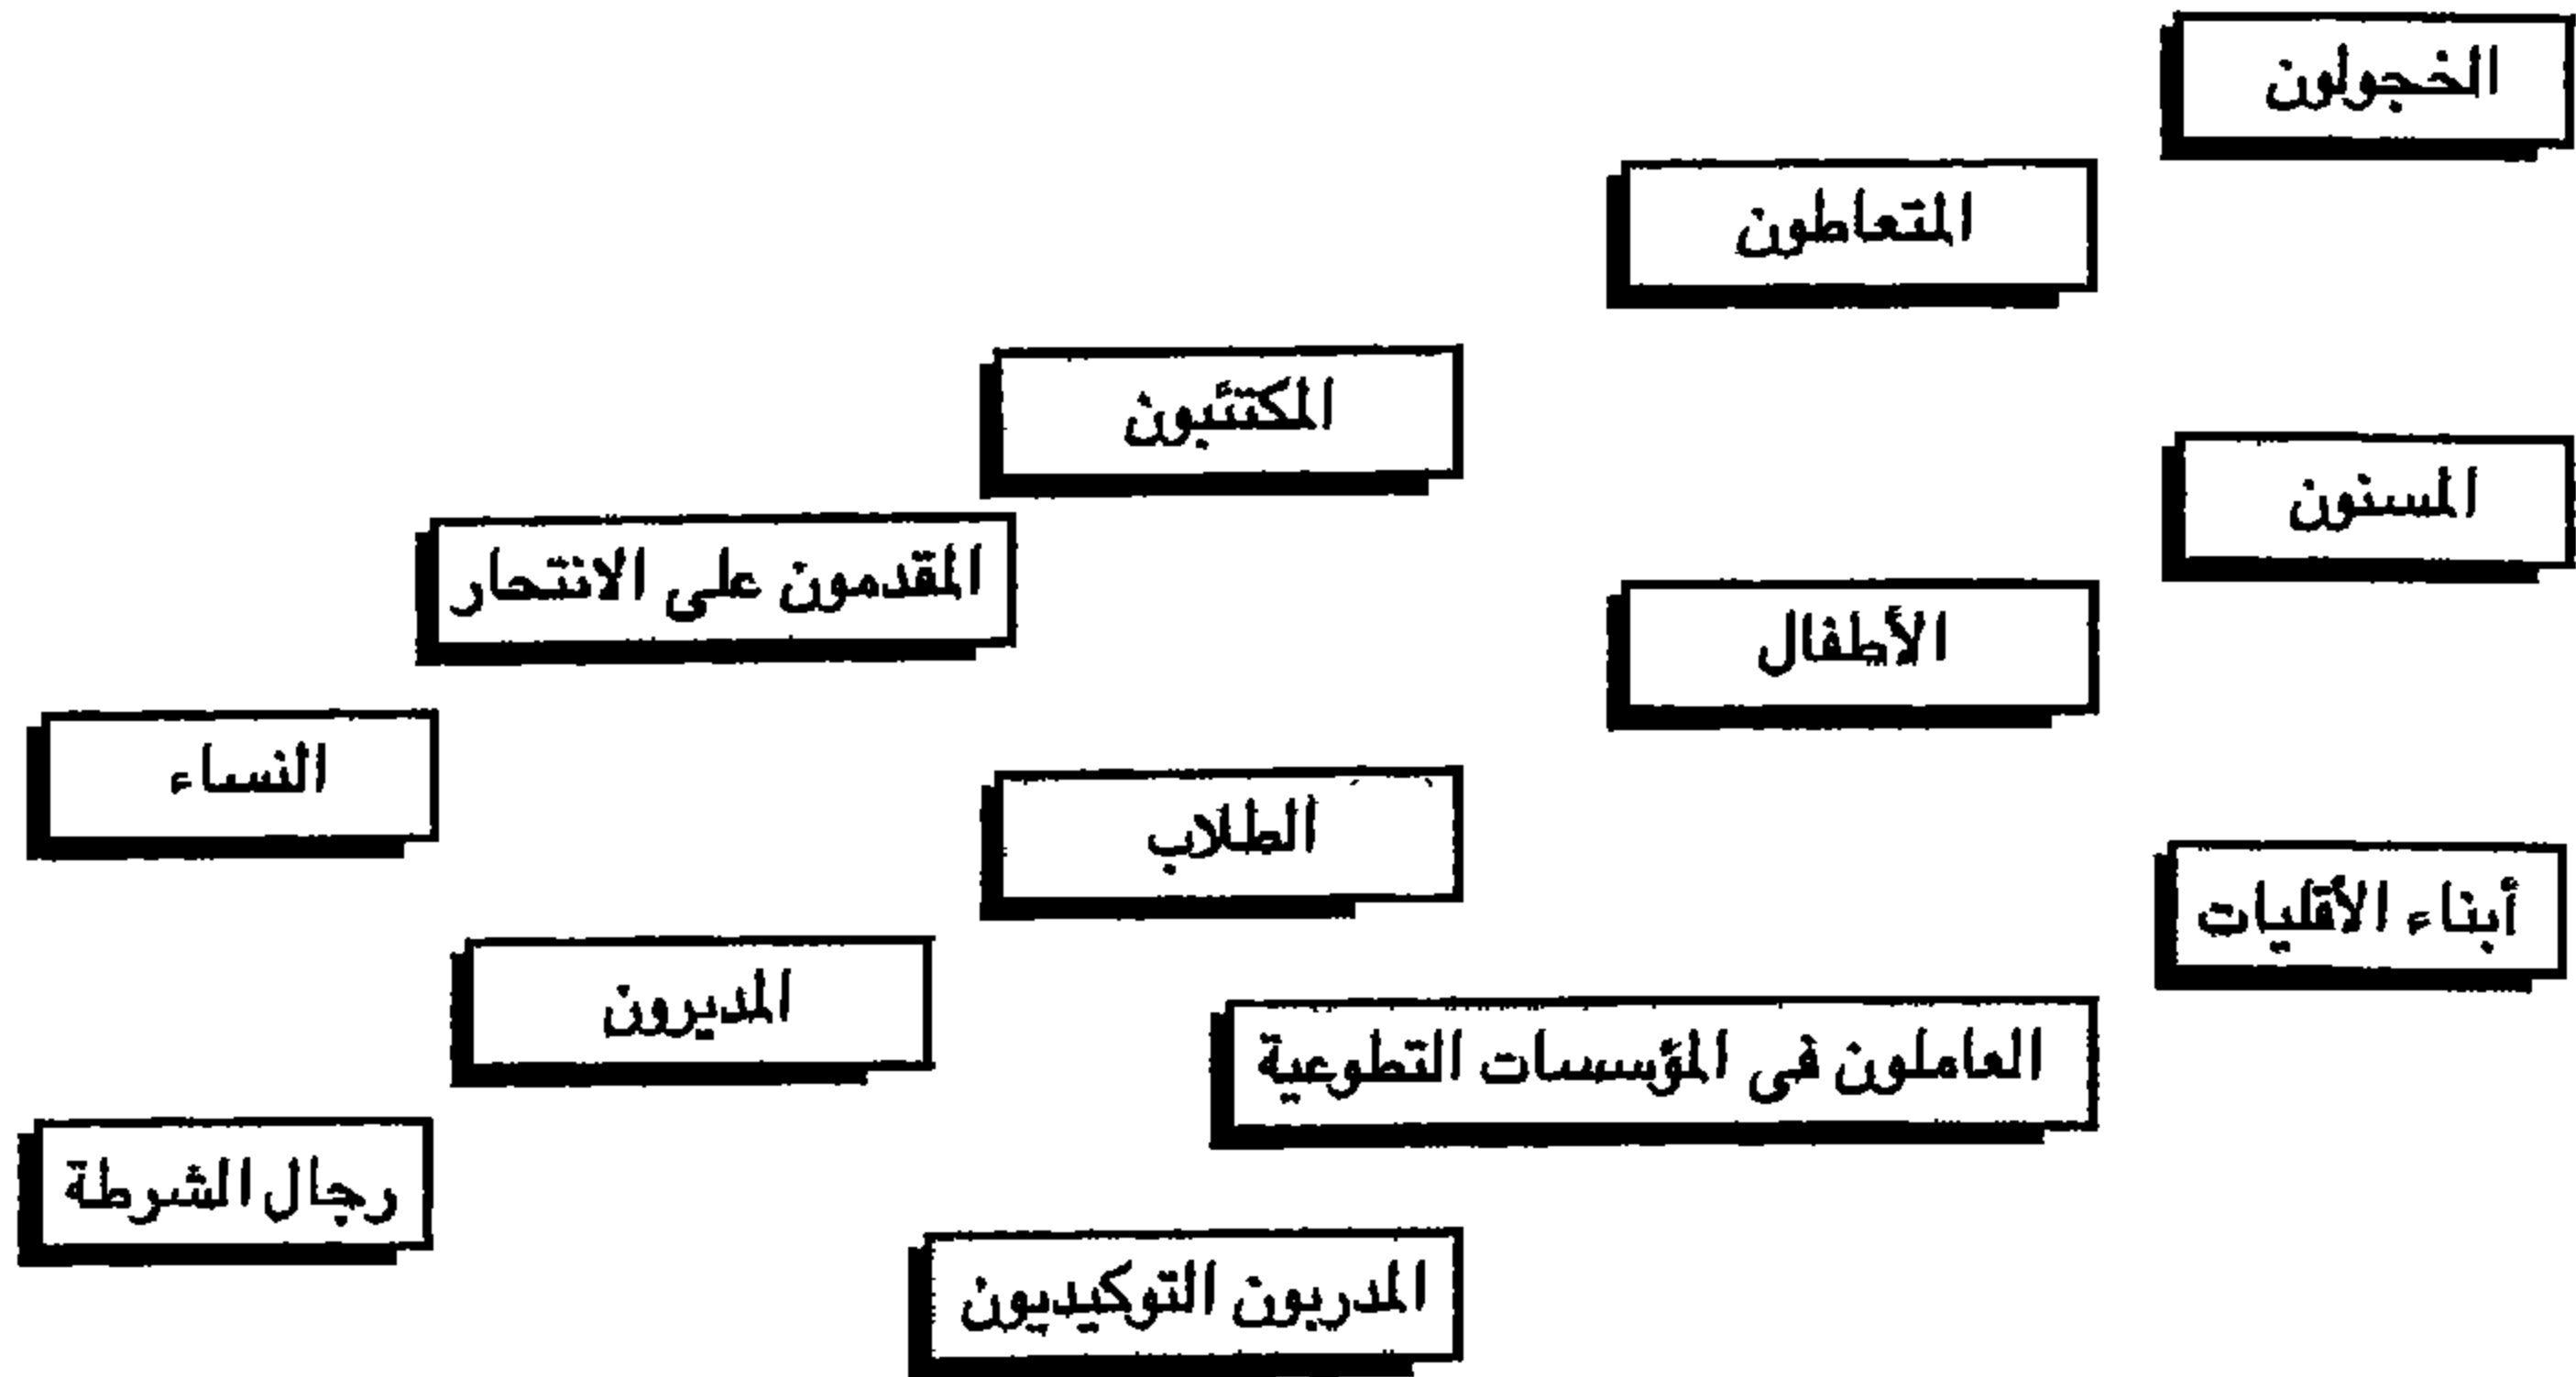 الخجولون
المتعاطون
المكتئبون
المقدمون على الانتحار
النساء
المسنون
الأطفال
الطلاب
المديرون
رجال الشرطة
أبناء الأقليات
العاملون فى المؤسسات التطوعية
المدربون التوكيديون